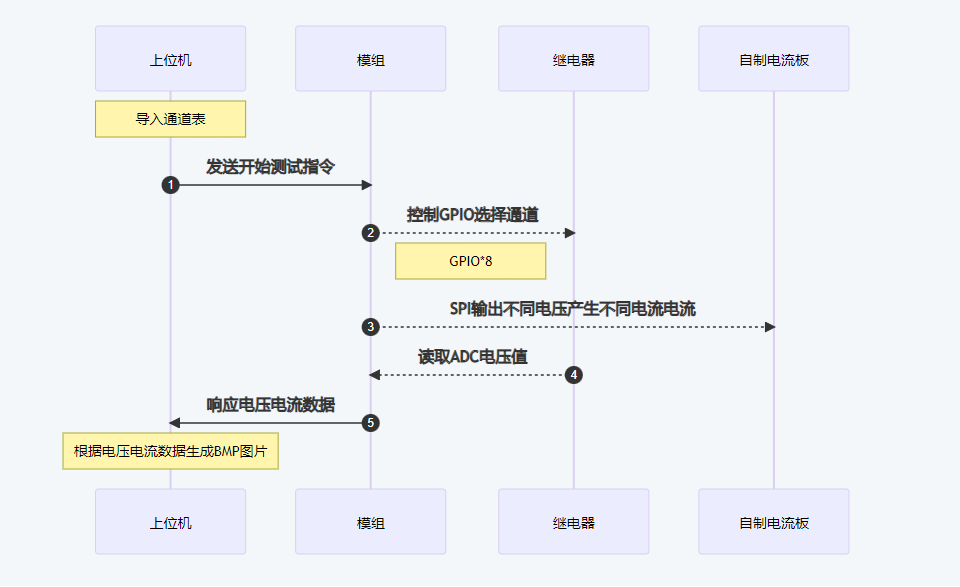 上位机
模组
继电器
自制电流板
导入通道表
发送开始测试指令
1
控制GPIO选择通道
2
GPIO*8
SPI输出不同电压产生不同电流电流
3
读取ADC电压值
4
响应电压电流数据
5
根据电压电流数据生成BMP图片
上位机
模组
继电器
自制电流板